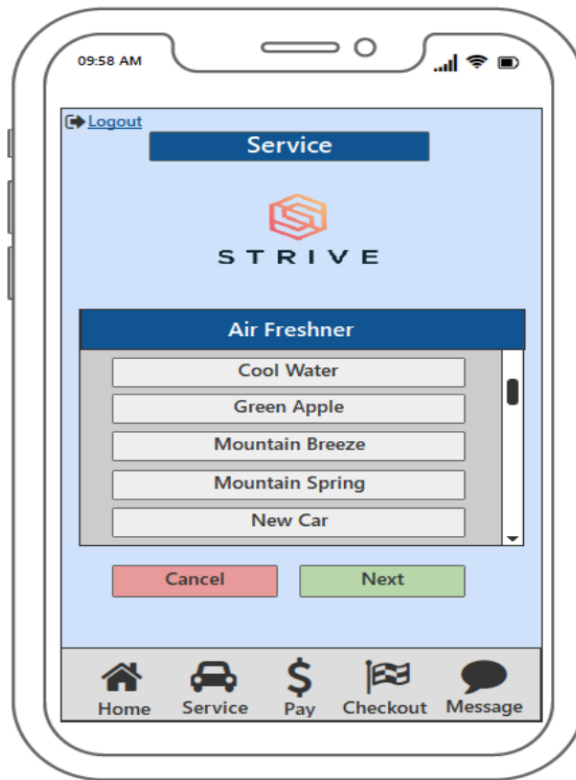 09:58 AM
Logout
Service
STRIVE
Air Freshner
Cool Water
Green Apple
Mountain Breeze
Mountain Spring
New Car
Cancel Next
Home Service Pay Checkout Message